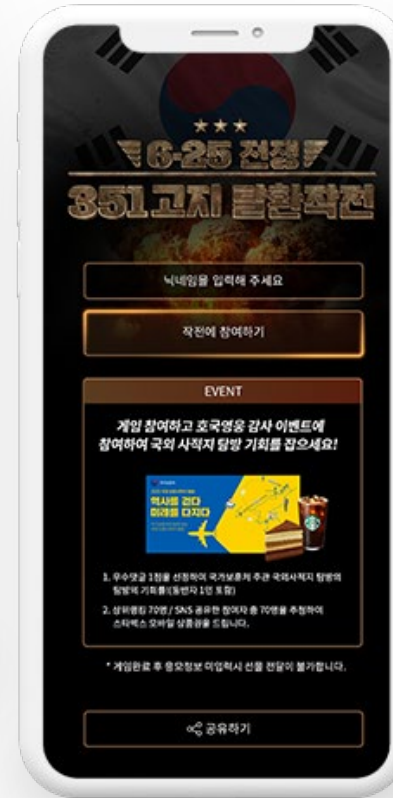 6·25 전쟁
351고지 탈환작전
닉네임을 입력해 주세요
작전에 참여하기
EVENT
게임 참여하고 호국영웅 감사 이벤트에
참여하여 국외 사적지 탐방 기회를 잡으세요!
역사를 걷다
미래를 다지다
1. 우수댓글 1점을 선정하여 국가보훈처 주관 국외사적지 탐방의
탐방의 기회를!(동반자 1인 포함)
2. 상위랭킹 70명 / SNS 공유한 참여자 총 70명을 추첨하여
스타벅스 모바일 상품권을 드립니다.
* 게임완료 후 응모정보 미입력시 선물 전달이 불가합니다.
공유하기